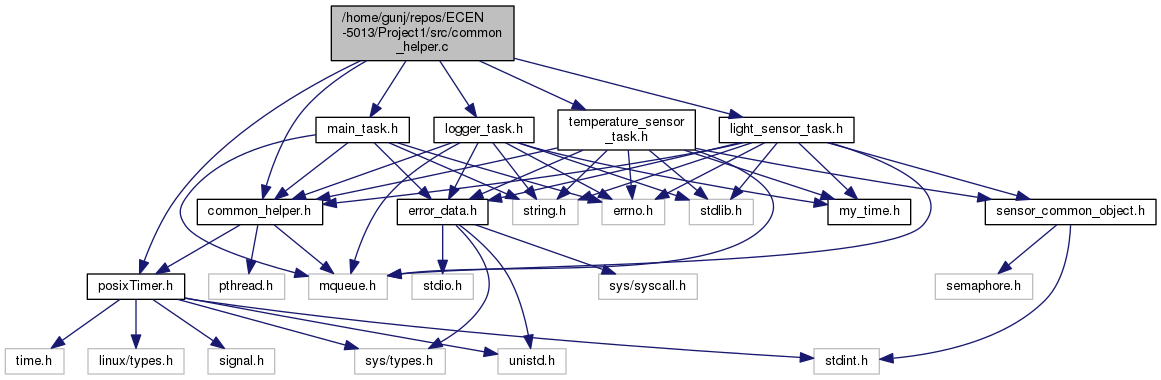 /home/gunj/repos/ECEN
-5013/Project1/src/common
_helper.c
main_task.h
logger_task.h
temperature_sensor
_task.h
light_sensor_task.h
common_helper.h
error_data.h
string.h
errno.h
stdlib.h
my_time.h
sensor_common_object.h
posixTimer.h
pthread.h
mqueue.h
stdio.h
sys/syscall.h
semaphore.h
time.h
linux/types.h
signal.h
sys/types.h
unistd.h
stdint.h